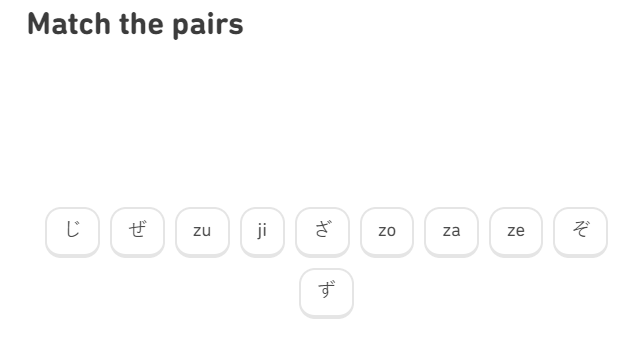 Match the pairs
じ ぜ zu ji ざ zo za ze ぞ
ず